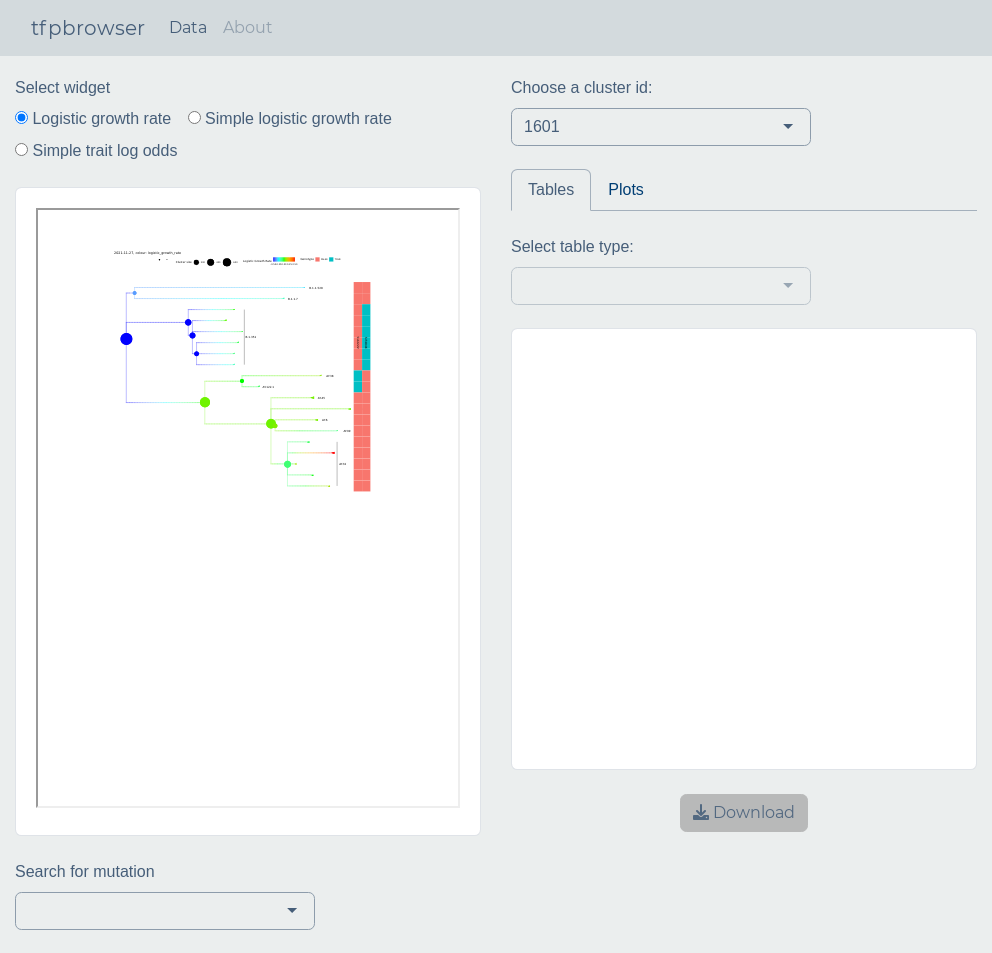 tfpbrowser Data About
Select widget
Logistic growth rate Simple logistic growth rate
Simple trait log odds
Choose a cluster id:
1601
Tables Plots
Select table type:
Download
Search for mutation